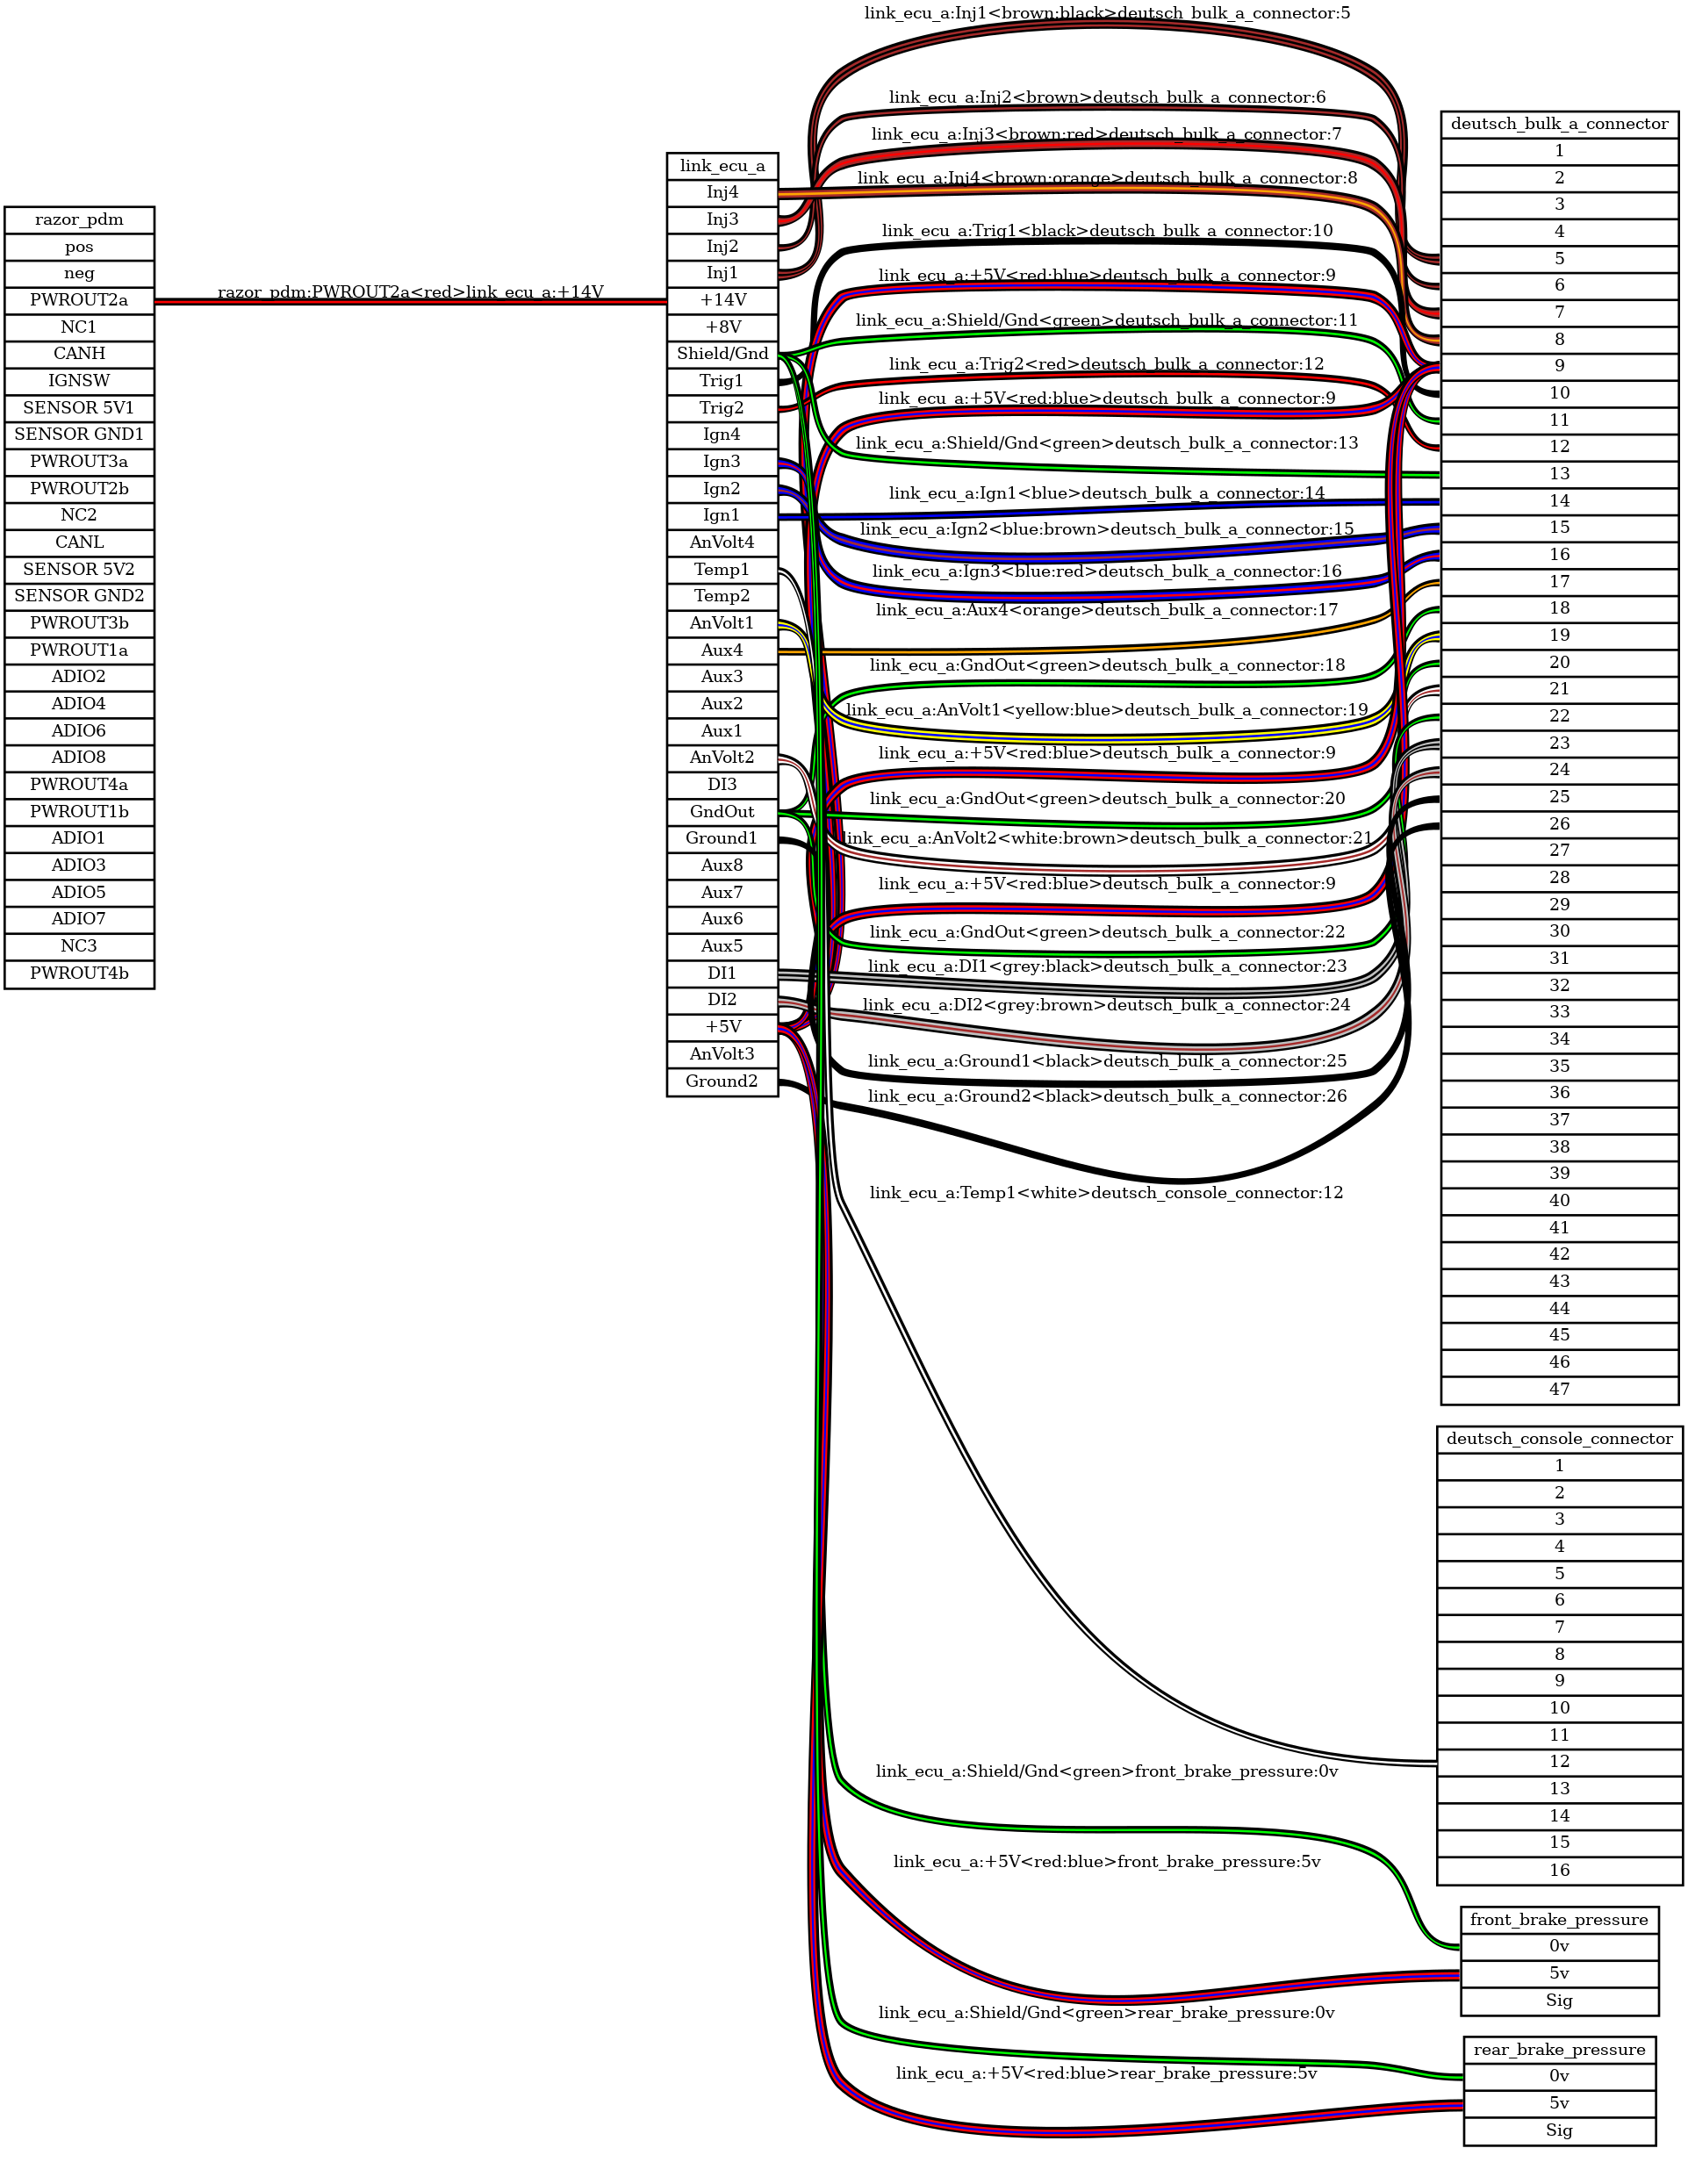 razor_pdm
pos
neg
PWROUT2a
NC1
CANH
IGNSW
SENSOR 5V1
SENSOR GND1
PWROUT3a
PWROUT2b
NC2
CANL
SENSOR 5V2
SENSOR GND2
PWROUT3b
PWROUT1a
ADIO2
ADIO4
ADIO6
ADIO8
PWROUT4a
PWROUT1b
ADIO1
ADIO3
ADIO5
ADIO7
NC3
PWROUT4b
razor_pdm:PWROUT2a<red>link_ecu_a:+14V
link_ecu_a
Inj4
Inj3
Inj2
Inj1
+14V
+8V
Shield/Gnd
Trig1
Trig2
Ign4
Ign3
Ign2
Ign1
AnVolt4
Temp1
Temp2
AnVolt1
Aux4
Aux3
Aux2
Aux1
AnVolt2
DI3
GndOut
Ground1
Aux8
Aux7
Aux6
Aux5
DI1
DI2
+5V
AnVolt3
Ground2
link_ecu_a:Inj1<brown:black>deutsch_bulk_a_connector:5
link_ecu_a:Inj2<brown>deutsch_bulk_a_connector:6
link_ecu_a:Inj3<brown:red>deutsch_bulk_a_connector:7
link_ecu_a:Inj4<brown:orange>deutsch_bulk_a_connector:8
link_ecu_a:Trig1<black>deutsch_bulk_a_connector:10
link_ecu_a:+5V<red:blue>deutsch_bulk_a_connector:9
link_ecu_a:Shield/Gnd<green>deutsch_bulk_a_connector:11
link_ecu_a:Trig2<red>deutsch_bulk_a_connector:12
link_ecu_a:+5V<red:blue>deutsch_bulk_a_connector:9
link_ecu_a:Shield/Gnd<green>deutsch_bulk_a_connector:13
link_ecu_a:Ign1<blue>deutsch_bulk_a_connector:14
link_ecu_a:Ign2<blue:brown>deutsch_bulk_a_connector:15
link_ecu_a:Ign3<blue:red>deutsch_bulk_a_connector:16
link_ecu_a:Aux4<orange>deutsch_bulk_a_connector:17
link_ecu_a:GndOut<green>deutsch_bulk_a_connector:18
link_ecu_a:AnVolt1<yellow:blue>deutsch_bulk_a_connector:19
link_ecu_a:+5V<red:blue>deutsch_bulk_a_connector:9
link_ecu_a:GndOut<green>deutsch_bulk_a_connector:20
link_ecu_a:AnVolt2<white:brown>deutsch_bulk_a_connector:21
link_ecu_a:+5V<red:blue>deutsch_bulk_a_connector:9
link_ecu_a:GndOut<green>deutsch_bulk_a_connector:22
link_ecu_a:DI1<grey:black>deutsch_bulk_a_connector:23
link_ecu_a:DI2<grey:brown>deutsch_bulk_a_connector:24
link_ecu_a:Ground1<black>deutsch_bulk_a_connector:25
link_ecu_a:Ground2<black>deutsch_bulk_a_connector:26
link_ecu_a:Temp1<white>deutsch_console_connector:12
link_ecu_a:Shield/Gnd<green>front_brake_pressure:0v
link_ecu_a:+5V<red:blue>front_brake_pressure:5v
link_ecu_a:Shield/Gnd<green>rear_brake_pressure:0v
link_ecu_a:+5V<red:blue>rear_brake_pressure:5v
deutsch_bulk_a_connector
1
2
3
4
5
6
7
8
9
10
11
12
13
14
15
16
17
18
19
20
21
22
23
24
25
26
27
28
29
30
31
32
33
34
35
36
37
38
39
40
41
42
43
44
45
46
47
deutsch_console_connector
1
2
3
4
5
6
7
8
9
10
11
12
13
14
15
16
front_brake_pressure
0v
5v
Sig
rear_brake_pressure
0v
5v
Sig